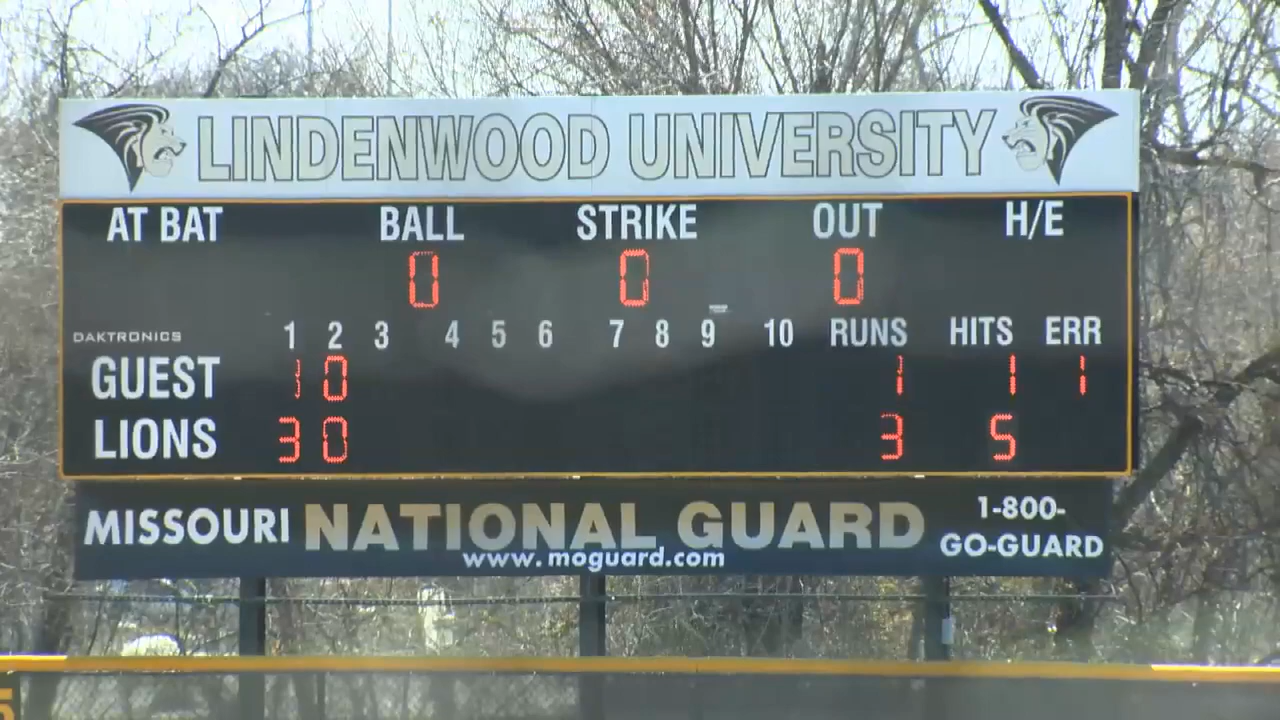 LINDENWOOD UNIVERSITY
AT BAT BALL STRIKE OUT H/E
0 0 0
DAKTRONICS 1 2 3 4 5 6 7 8 9 10 RUNS HITS ERR
GUEST 1 0 1 1 1
LIONS 3 0 3 5
MISSOURI NATIONAL GUARD 1-800-
www.moguard.com GO-GUARD